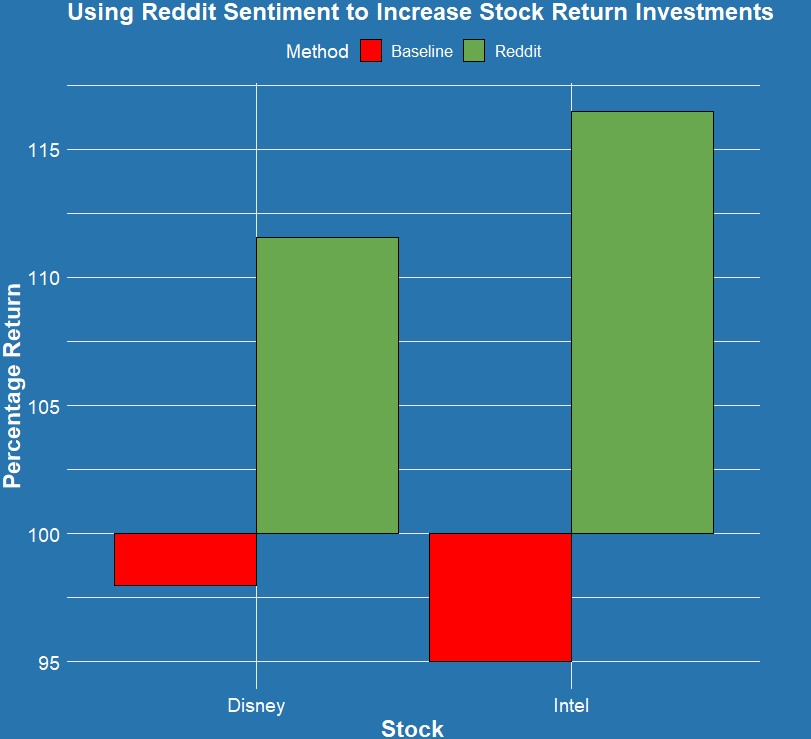 Using Reddit Sentiment to Increase Stock Return Investments
Method Baseline Reddit
Percentage Return
115
110
105
100
95
Disney Intel
Stock